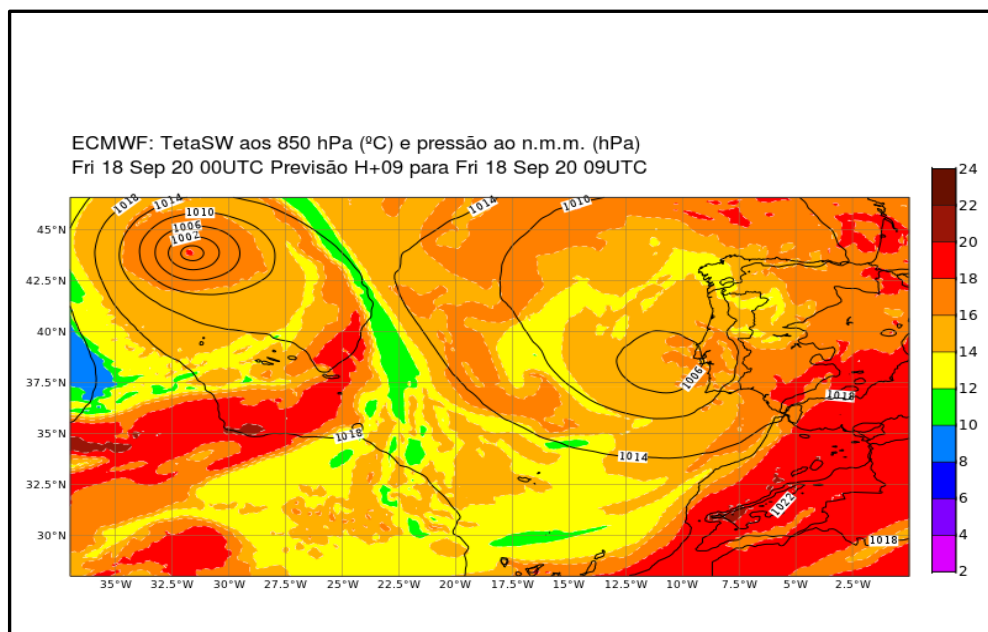 ECMWF: TetaSW aos 850 hPa (ºC) e pressão ao n.m.m. (hPa)
Fri 18 Sep 20 00UTC Previsão H+09 para Fri 18 Sep 20 09UTC
24
22
20
18
16
14
12
10
8
6
4
2
45°N
42.5°N
40°N
37.5°N
35°N
32.5°N
30°N
1018
1014
1010
1006
1002
1014
1010
1006
1018
1018
1014
1022
1018
35°W
32.5°W
30°W
27.5°W
25°W
22.5°W
20°W
17.5°W
15°W
12.5°W
10°W
7.5°W
5°W
2.5°W